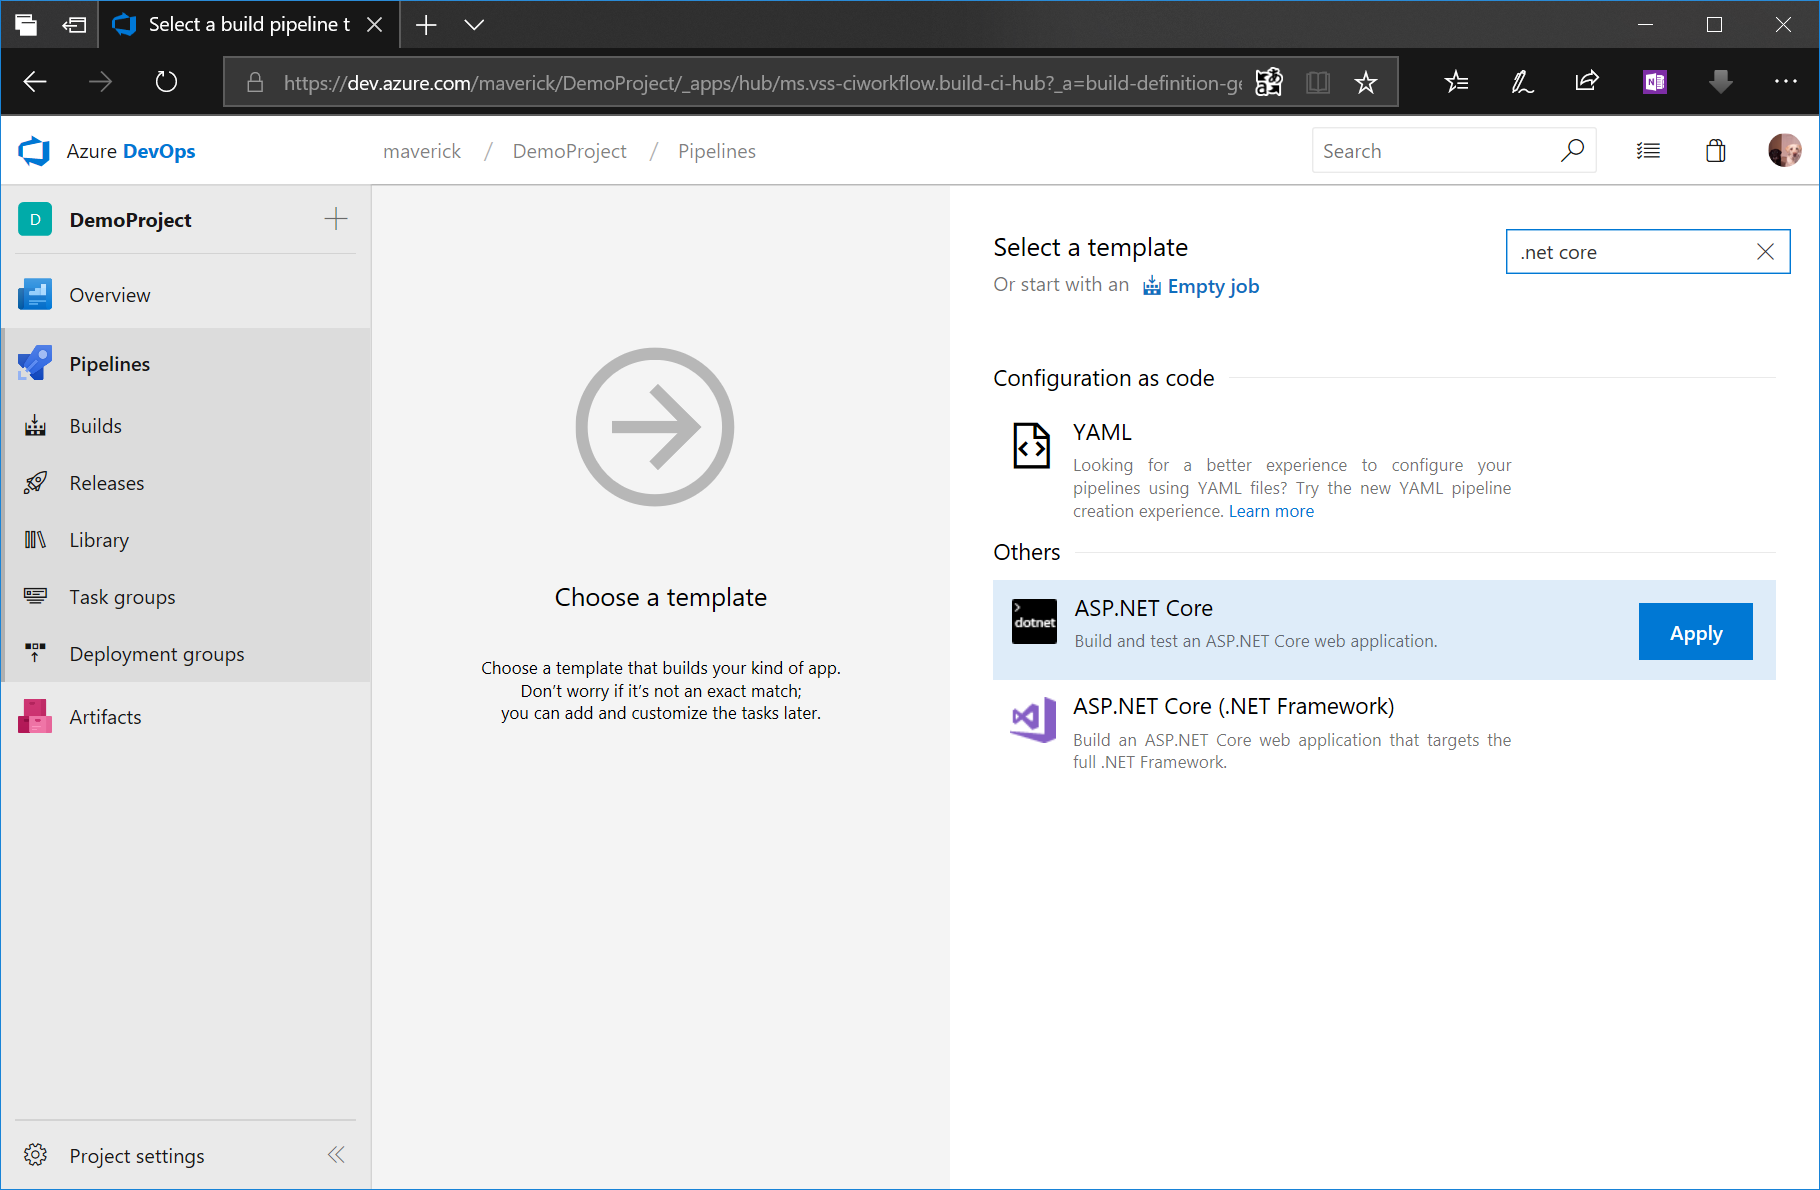 Select a build pipeline t
https://dev.azure.com/maverick/DemoProject/_apps/hub/ms.vss-ciworkflow.build-ci-hub?_a=build-definition-ge
Azure DevOps
maverick / DemoProject / Pipelines
Search
D
DemoProject
Overview
Pipelines
Builds
Releases
Library
Task groups
Deployment groups
Artifacts
Project settings
Choose a template
Choose a template that builds your kind of app.
Don’t worry if it’s not an exact match;
you can add and customize the tasks later.
Select a template
.net core
Or start with an Empty job
Configuration as code
YAML
Looking for a better experience to configure your
pipelines using YAML files? Try the new YAML pipeline
creation experience. Learn more
Others
dotnet
ASP.NET Core
Build and test an ASP.NET Core web application.
Apply
ASP.NET Core (.NET Framework)
Build an ASP.NET Core web application that targets the
full .NET Framework.